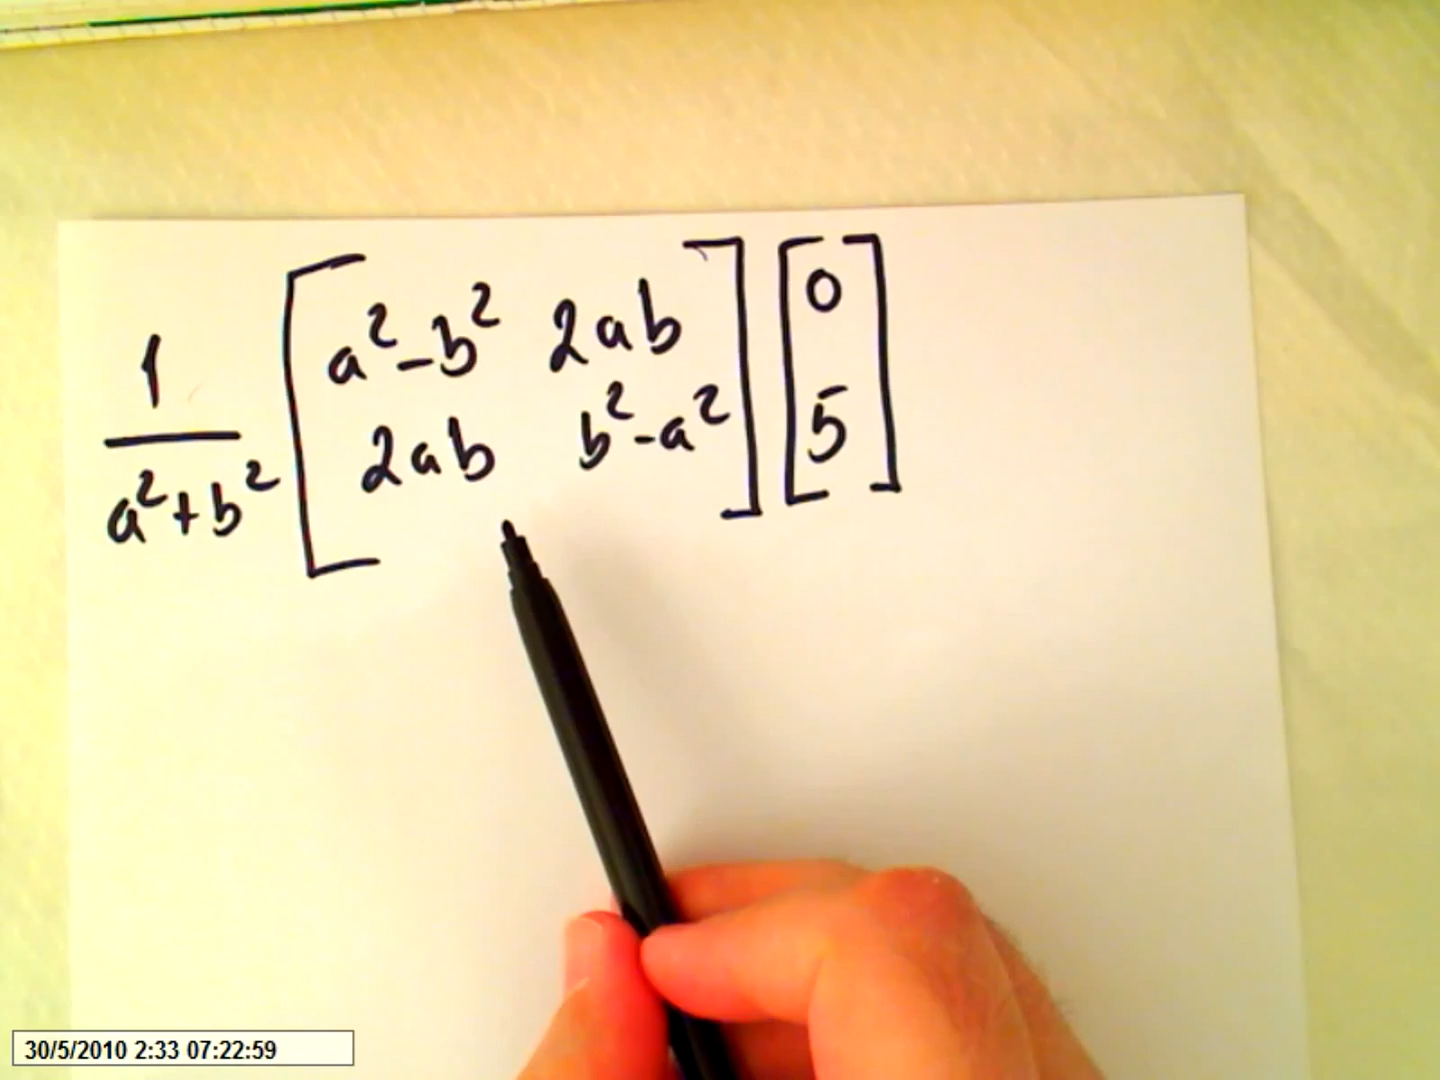 1/(a²+b²) [a²-b² 2ab; 2ab b²-a²] [0; 5]
30/5/2010 2:33 07:22:59